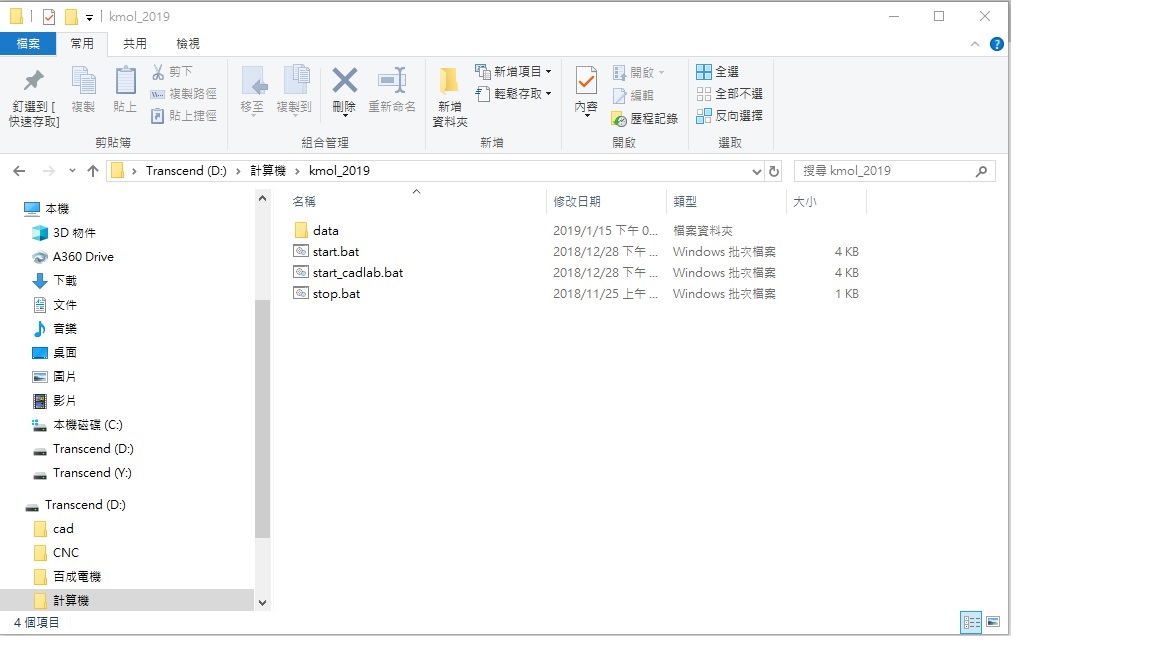 kmol_2019
檔案 常用 共用 檢視
釘選到 [快速存取]
複製
貼上
剪下
複製路徑
貼上捷徑
剪貼簿
移至
複製到
刪除
重新命名
組合管理
新增資料夾
新增項目
輕鬆存取
新增
內容
開啟
編輯
歷程記錄
開啟
全選
全部不選
反向選擇
選取
Transcend (D:) › 計算機 › kmol_2019
搜尋 kmol_2019
本機
3D 物件
A360 Drive
下載
文件
音樂
桌面
圖片
影片
本機磁碟 (C:)
Transcend (D:)
Transcend (Y:)
Transcend (D:)
cad
CNC
百成電機
計算機
名稱 修改日期 類型 大小
data 2019/1/15 下午 0... 檔案資料夾
start.bat 2018/12/28 下午 ... Windows 批次檔案 4 KB
start_cadlab.bat 2018/12/28 下午 ... Windows 批次檔案 4 KB
stop.bat 2018/11/25 上午 ... Windows 批次檔案 1 KB
4 個項目